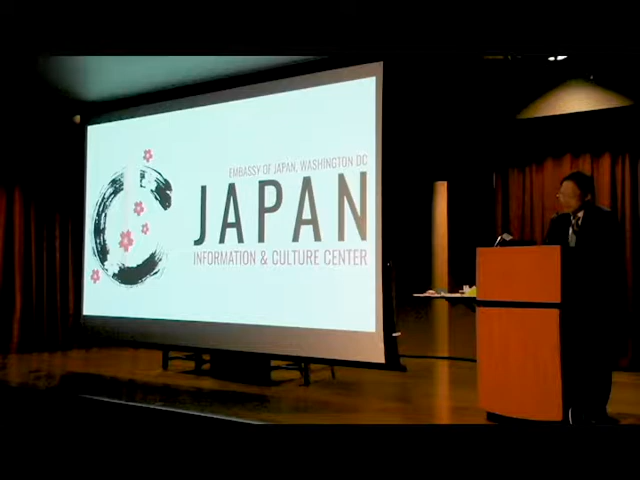 EMBASSY OF JAPAN, WASHINGTON DC
JAPAN
INFORMATION & CULTURE CENTER